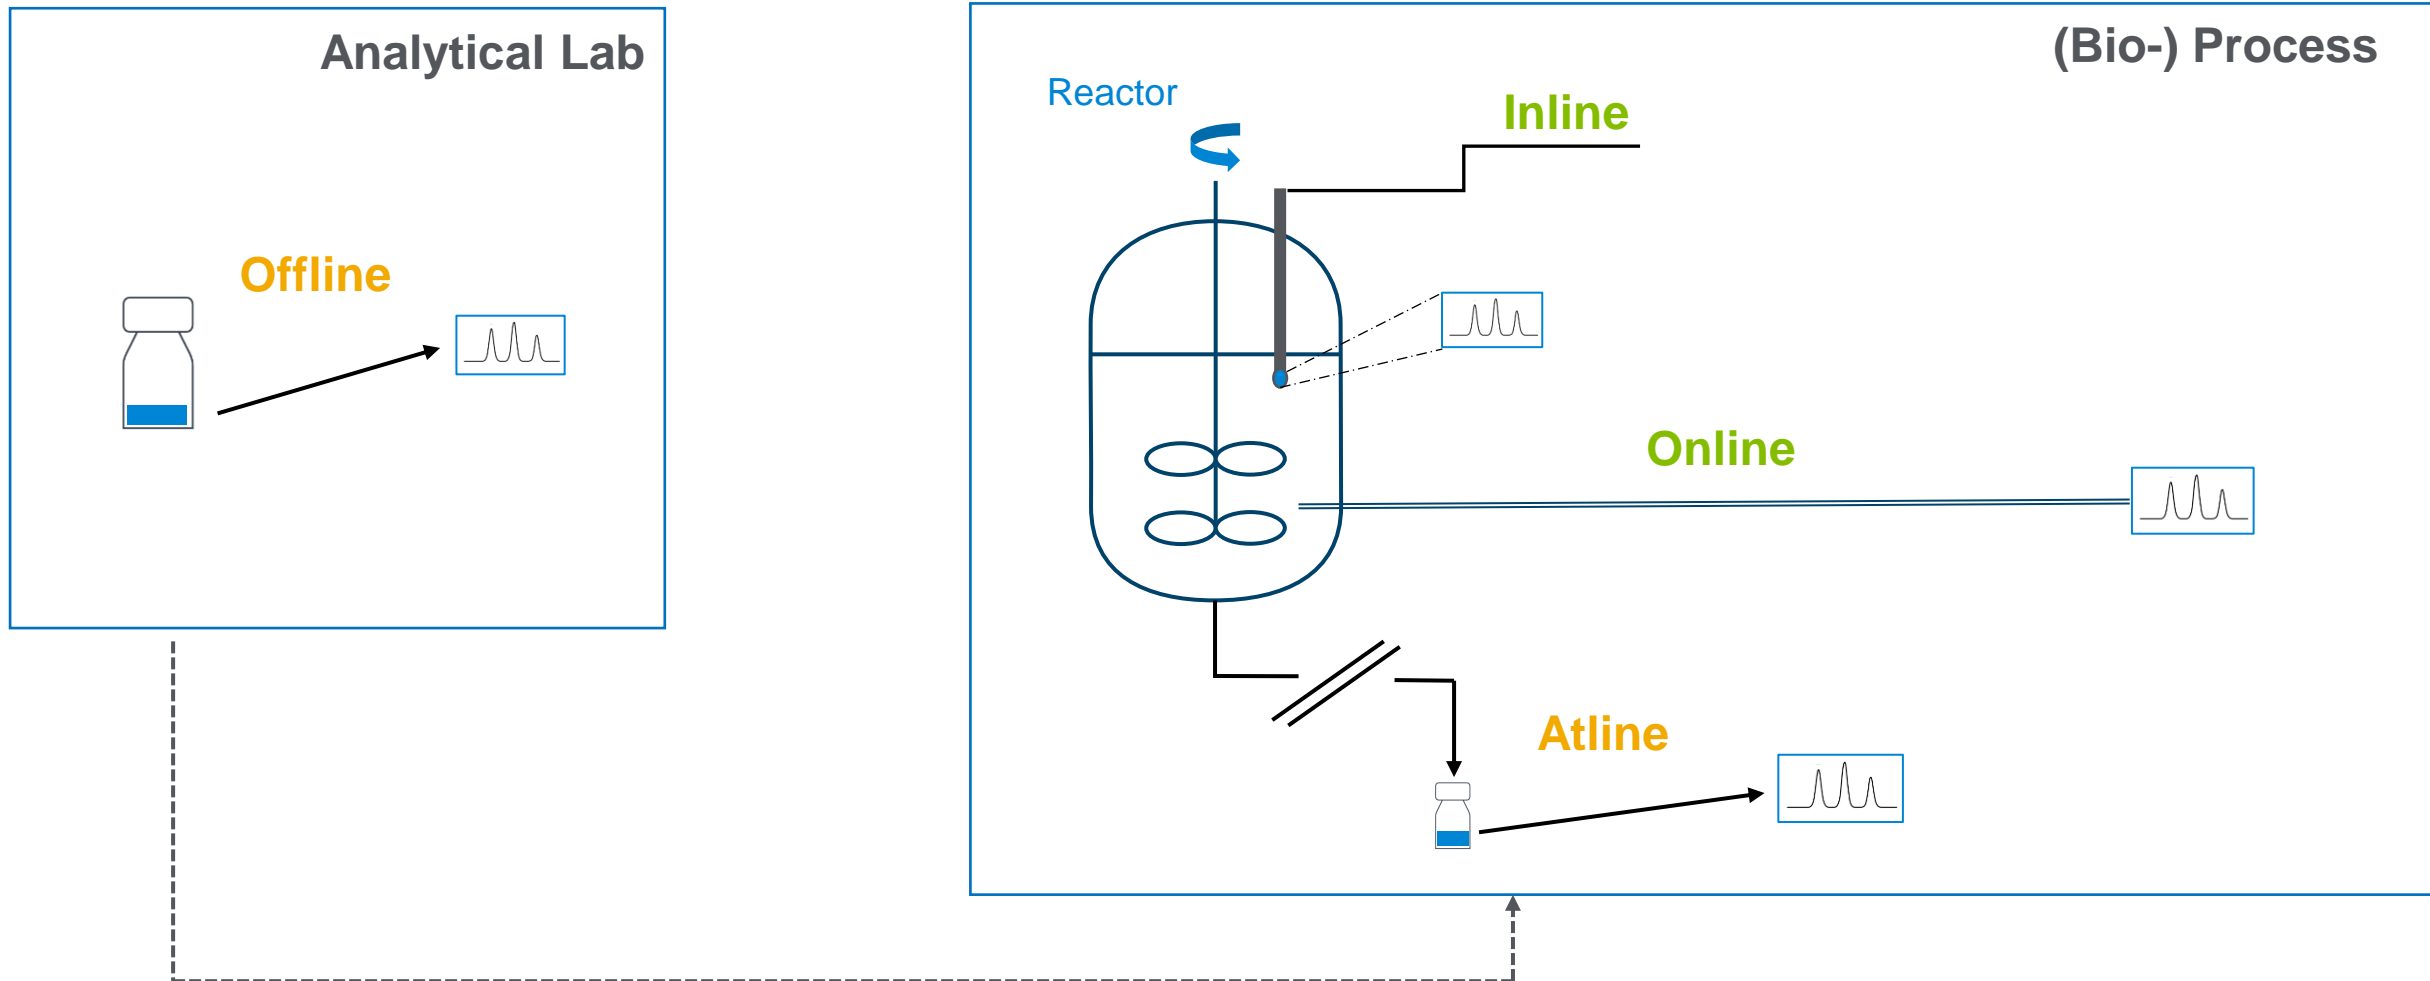 Analytical Lab
(Bio-) Process
Reactor
Inline
Offline
Online
Atline